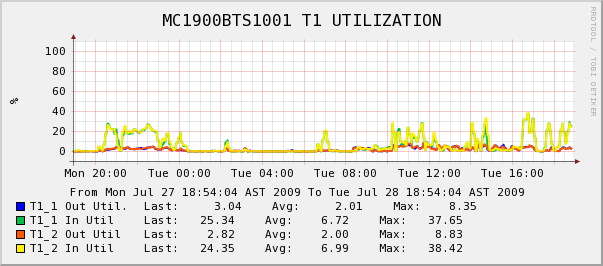 MC1900BTS1001 T1 UTILIZATION
RRDTOOL / TOBI OETIKER
100
80
60
40
20
0
%
Mon 20:00 Tue 00:00 Tue 04:00 Tue 08:00 Tue 12:00 Tue 16:00
From Mon Jul 27 18:54:04 AST 2009 To Tue Jul 28 18:54:04 AST 2009
T1_1 Out Util. Last: 3.04 Avg: 2.01 Max: 8.35
T1_1 In Util Last: 25.34 Avg: 6.72 Max: 37.65
T1_2 Out Util Last: 2.82 Avg: 2.00 Max: 8.83
T1_2 In Util Last: 24.35 Avg: 6.99 Max: 38.42